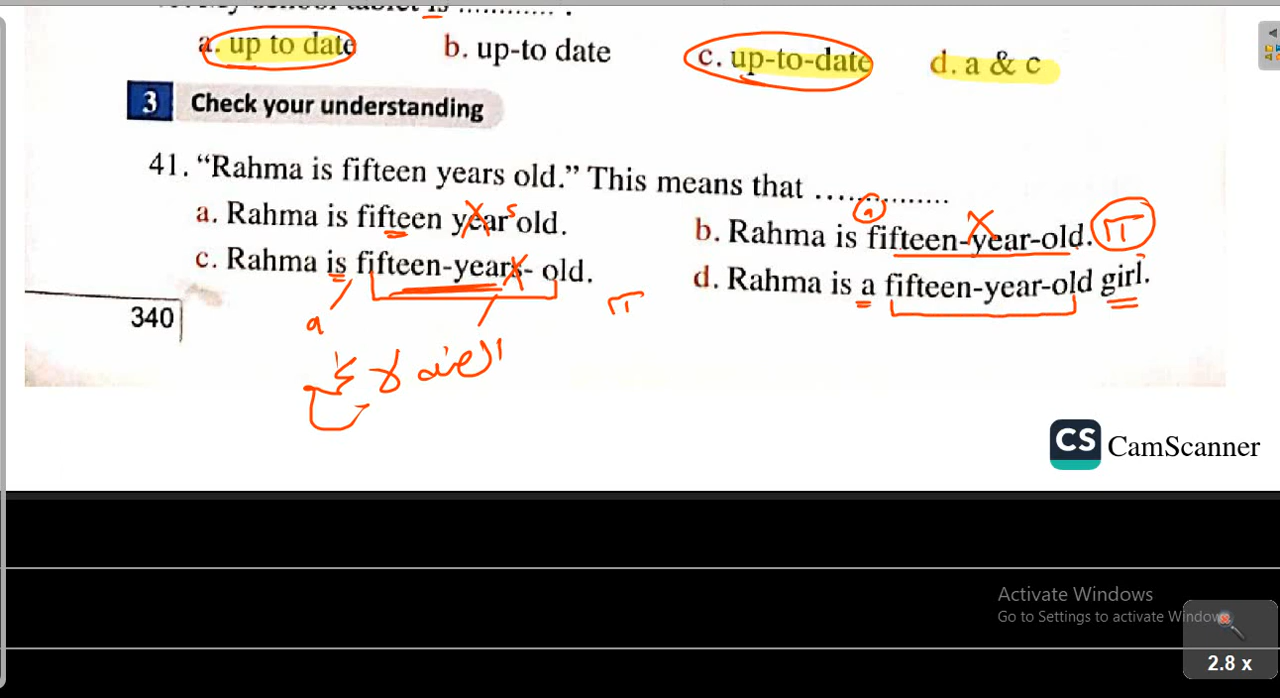 is ............. .
a. up to date b. up-to date c. up-to-date d. a & c
3 Check your understanding
41. “Rahma is fifteen years old.” This means that ...............
a. Rahma is fifteen year s old. b. Rahma is a fifteen-year-old.
c. Rahma is fifteen-years- old. d. Rahma is a fifteen-year-old girl.
a
340
CS CamScanner
Activate Windows
Go to Settings to activate Windows
2.8 x